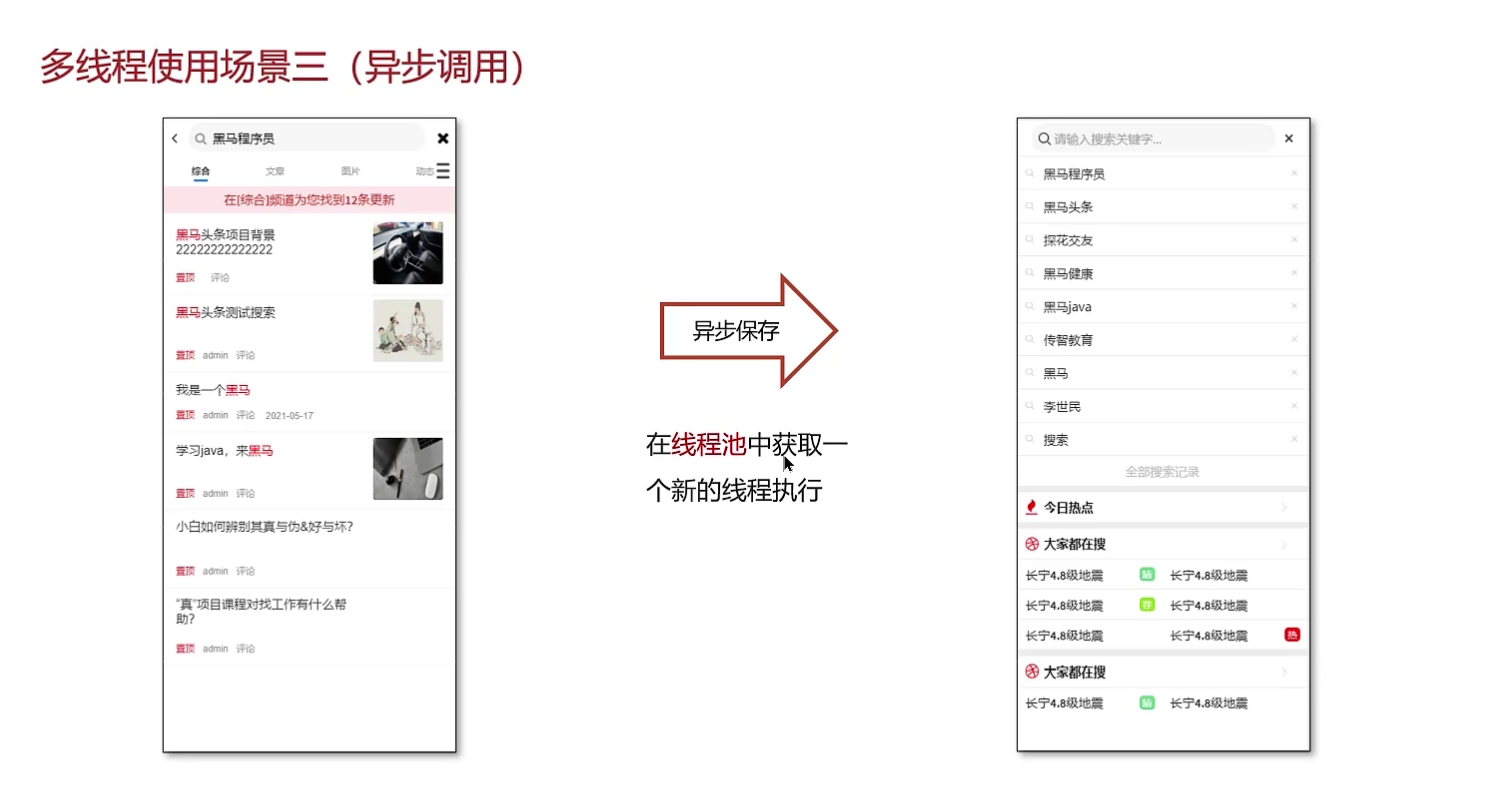 多线程使用场景三（异步调用）
黑马程序员
综合 文章 图片 动态
在[综合]频道为您找到12条更新
黑马头条项目背景
22222222222222
置顶 评论
黑马头条测试搜索
置顶 admin 评论
我是一个黑马
置顶 admin 评论 2021-05-17
学习java，来黑马
置顶 admin 评论
小白如何辨别其真与伪&好与坏?
置顶 admin 评论
“真”项目课程对找工作有什么帮
助?
置顶 admin 评论
异步保存
在线程池中获取一
个新的线程执行
请输入搜索关键字...
黑马程序员
黑马头条
探花交友
黑马健康
黑马java
传智教育
黑马
李世民
搜索
全部搜索记录
今日热点
大家都在搜
长宁4.8级地震 长宁4.8级地震
长宁4.8级地震 荐 长宁4.8级地震
长宁4.8级地震 长宁4.8级地震 热
大家都在搜
长宁4.8级地震 长宁4.8级地震